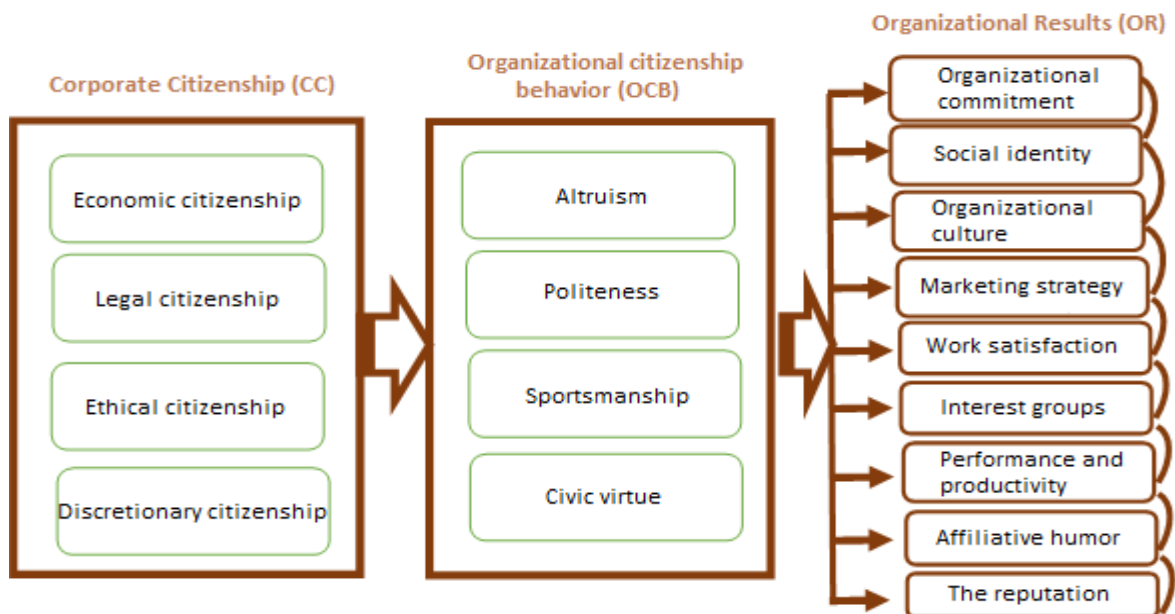 Corporate Citizenship (CC)
Economic citizenship
Legal citizenship
Ethical citizenship
Discretionary citizenship
Organizational citizenship
behavior (OCB)
Altruism
Politeness
Sportsmanship
Civic virtue
Organizational Results (OR)
Organizational
commitment
Social identity
Organizational
culture
Marketing strategy
Work satisfaction
Interest groups
Performance and
productivity
Affiliative humor
The reputation